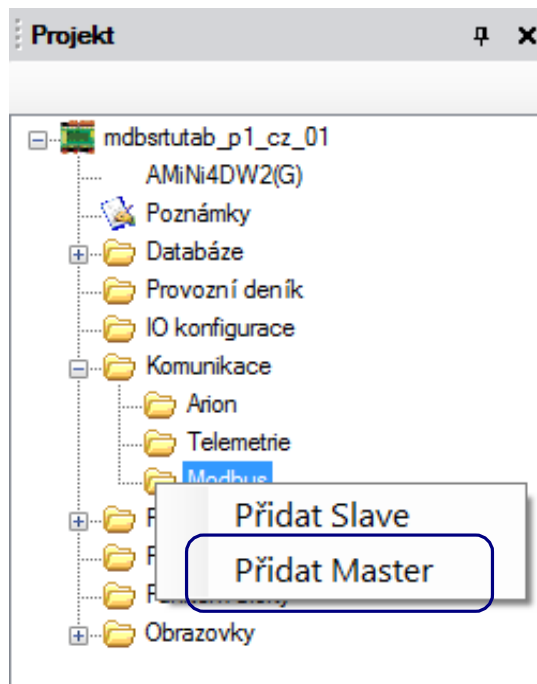 Projekt
mdbsrtutab_p1_cz_01
AMiNi4DW2(G)
Poznámky
Databáze
Provozní deník
IO konfigurace
Komunikace
Arion
Telemetrie
Modbus
Přidat Slave
Přidat Master
Obrazovky